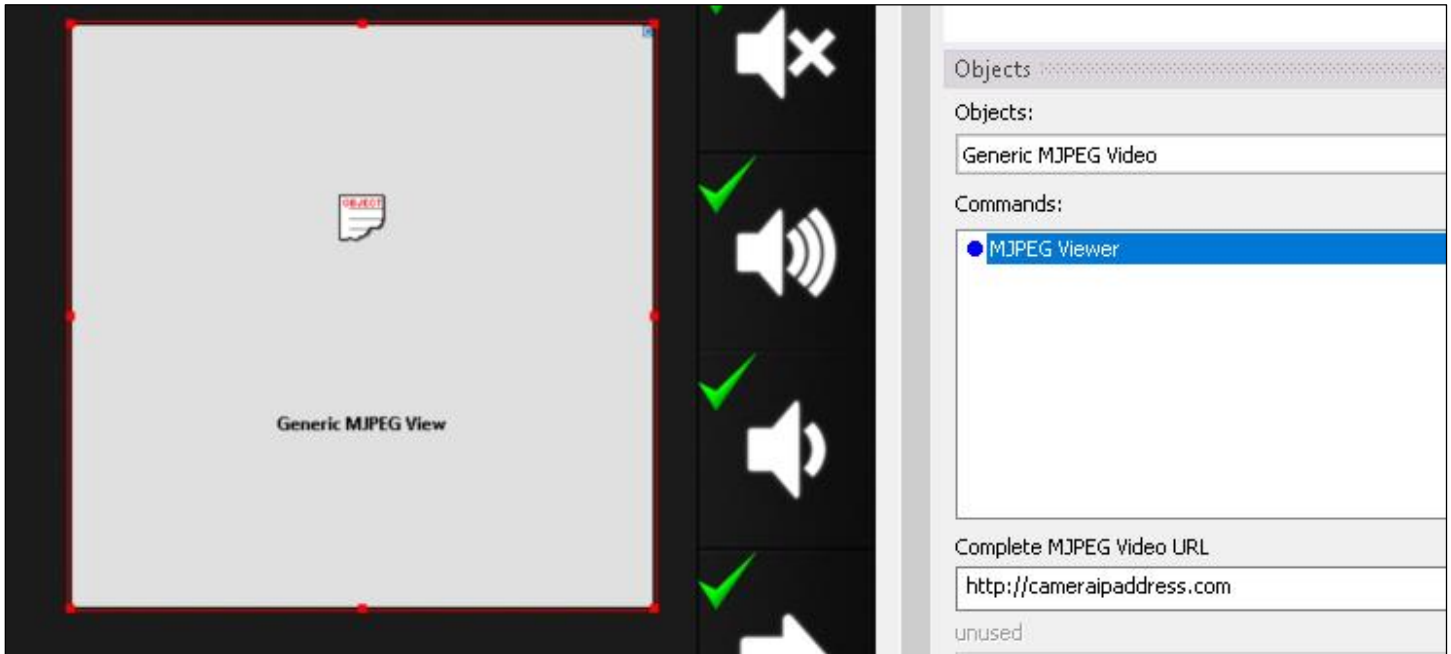 OBJECT
Generic MJPEG View
Objects
Objects:
Generic MJPEG Video
Commands:
MJPEG Viewer
Complete MJPEG Video URL
http://cameraipaddress.com
unused